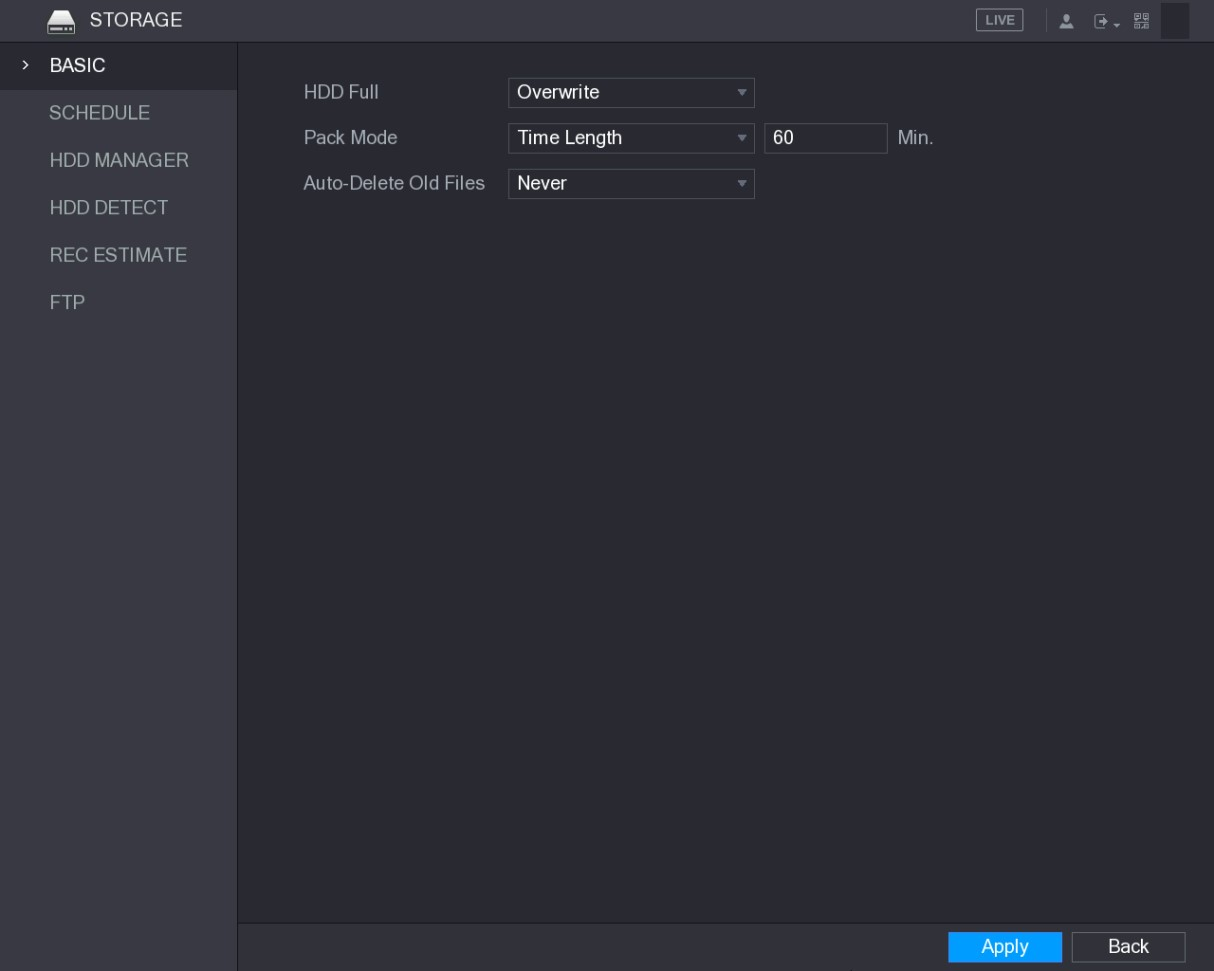 STORAGE
LIVE
BASIC
SCHEDULE
HDD MANAGER
HDD DETECT
REC ESTIMATE
FTP
HDD Full Overwrite
Pack Mode Time Length 60 Min.
Auto-Delete Old Files Never
Apply Back